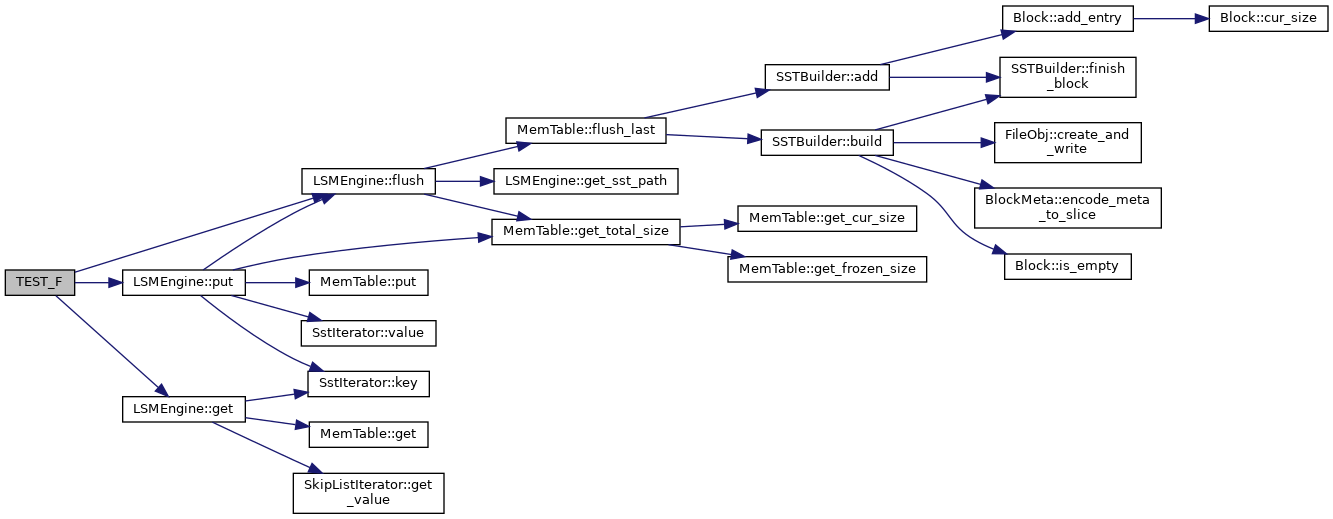 Block::add_entry
Block::cur_size
SSTBuilder::add
SSTBuilder::finish
_block
MemTable::flush_last
SSTBuilder::build
FileObj::create_and
_write
LSMEngine::flush
LSMEngine::get_sst_path
BlockMeta::encode_meta
_to_slice
MemTable::get_total_size
MemTable::get_cur_size
MemTable::get_frozen_size
Block::is_empty
TEST_F
LSMEngine::put
MemTable::put
SstIterator::value
SstIterator::key
LSMEngine::get
MemTable::get
SkipListIterator::get
_value